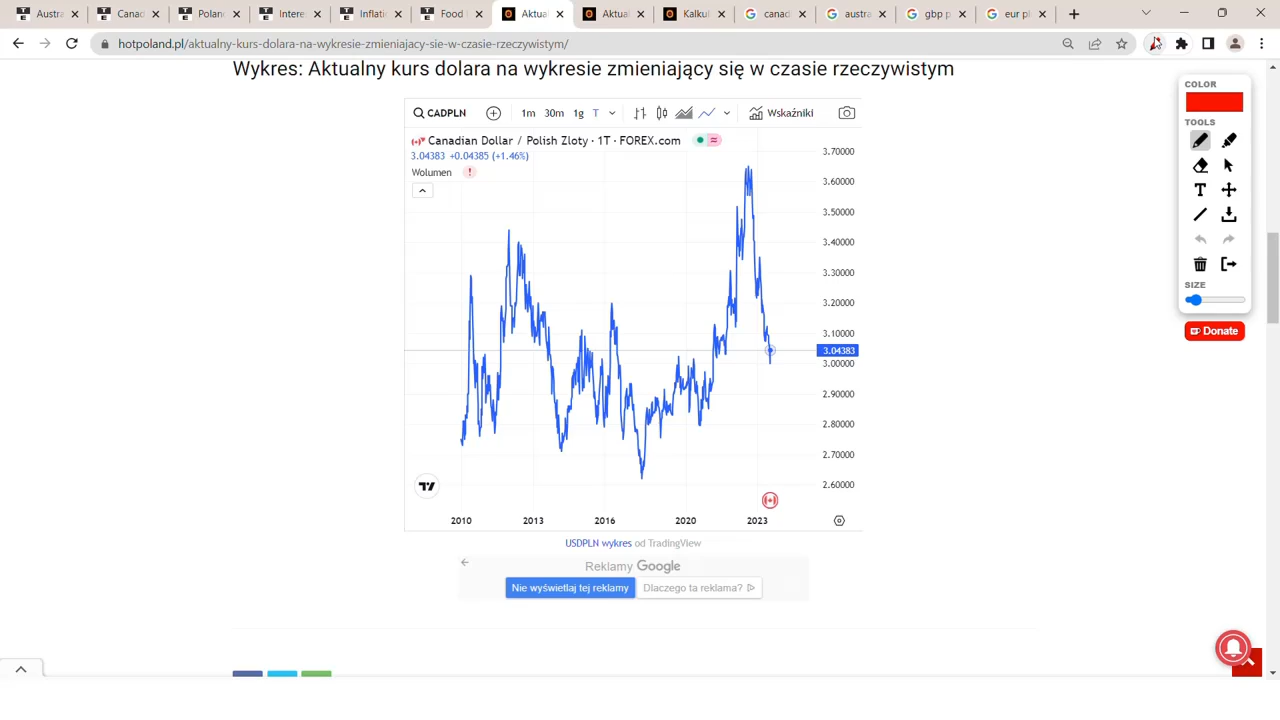 Austra
Canad
Poland
Interes
Inflatio
Food I
Aktual
Aktual
Kalkul
canad
austra
gbp p
eur pl
hotpoland.pl/aktualny-kurs-dolara-na-wykresie-zmieniajacy-sie-w-czasie-rzeczywistym/
Wykres: Aktualny kurs dolara na wykresie zmieniający się w czasie rzeczywistym
CADPLN 1m 30m 1g T Wskaźniki
Canadian Dollar / Polish Zloty · 1T · FOREX.com
3.04383 +0.04385 (+1.46%)
Wolumen !
3.70000
3.60000
3.50000
3.40000
3.30000
3.20000
3.10000
3.04383
3.00000
2.90000
2.80000
2.70000
2.60000
2010 2013 2016 2020 2023
USDPLN wykres od TradingView
Reklamy Google
Nie wyświetlaj tej reklamy Dlaczego ta reklama?
COLOR
TOOLS
SIZE
Donate